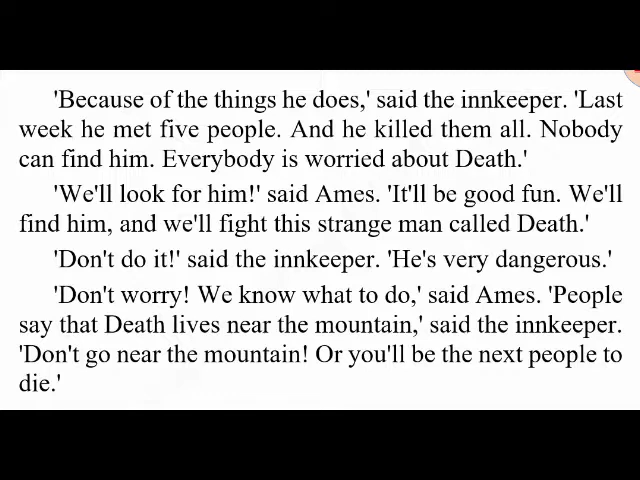 'Because of the things he does,' said the innkeeper. 'Last
week he met five people. And he killed them all. Nobody
can find him. Everybody is worried about Death.'
'We'll look for him!' said Ames. 'It'll be good fun. We'll
find him, and we'll fight this strange man called Death.'
'Don't do it!' said the innkeeper. 'He's very dangerous.'
'Don't worry! We know what to do,' said Ames. 'People
say that Death lives near the mountain,' said the innkeeper.
'Don't go near the mountain! Or you'll be the next people to
die.'